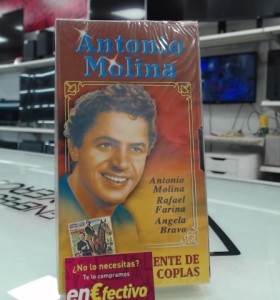 Antonio
Molina
Antonio
Molina
Rafael
Farina
Angela
Bravo
ENTE DE
COPLAS
¿No lo necesitas?
Te lo compramos
en€fectivo